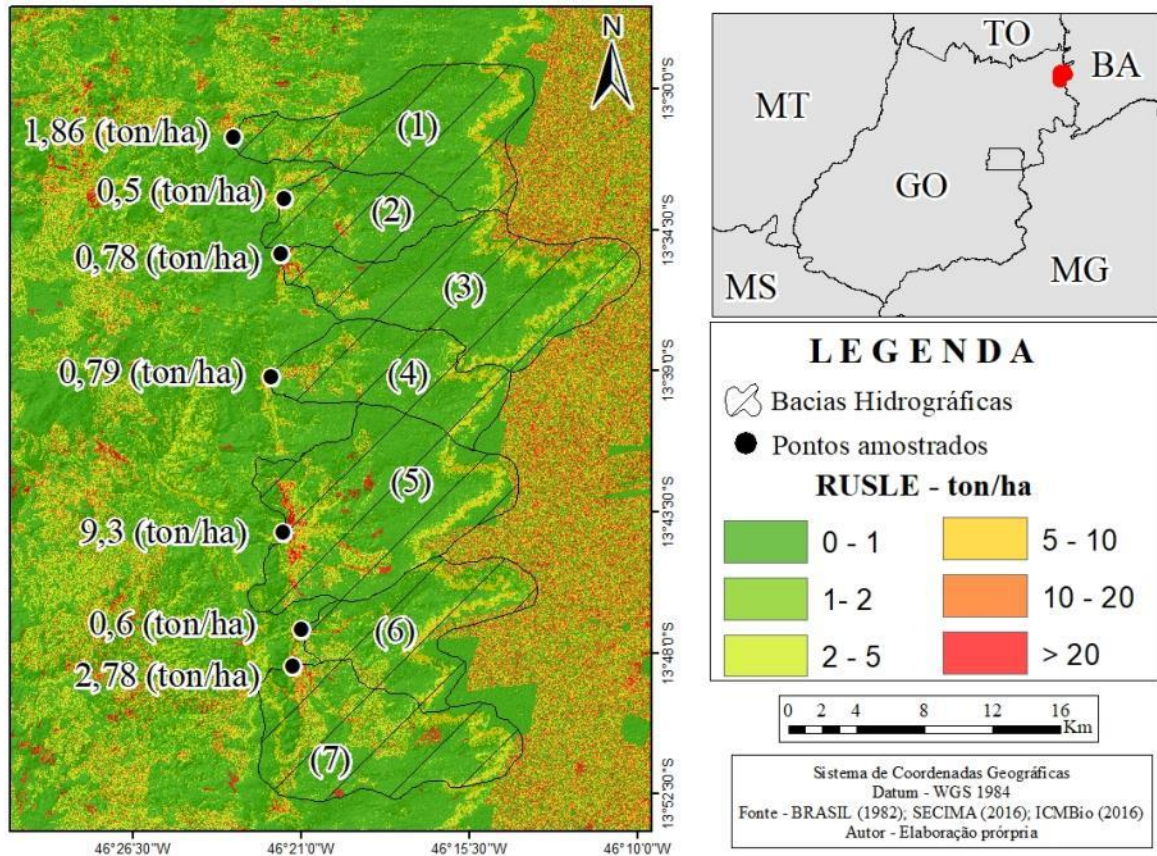 N
(1)
1,86 (ton/ha)
0,5 (ton/ha)
(2)
0,78 (ton/ha)
(3)
0,79 (ton/ha)
(4)
(5)
9,3 (ton/ha)
0,6 (ton/ha)
(6)
2,78 (ton/ha)
(7)
13°30'0"S
13°34'30"S
13°39'0"S
13°43'30"S
13°48'0"S
13°52'30"S
46°26'30"W
46°21'0"W
46°15'30"W
46°10'0"W
TO
BA
MT
GO
MS
MG
LEGENDA
Bacias Hidrográficas
Pontos amostrados
RUSLE - ton/ha
0 - 1
5 - 10
1- 2
10 - 20
2 - 5
> 20
0 2 4 8 12 16
Km
Sistema de Coordenadas Geográficas
Datum - WGS 1984
Fonte - BRASIL (1982); SECIMA (2016); ICMBio (2016)
Autor - Elaboração prórpria